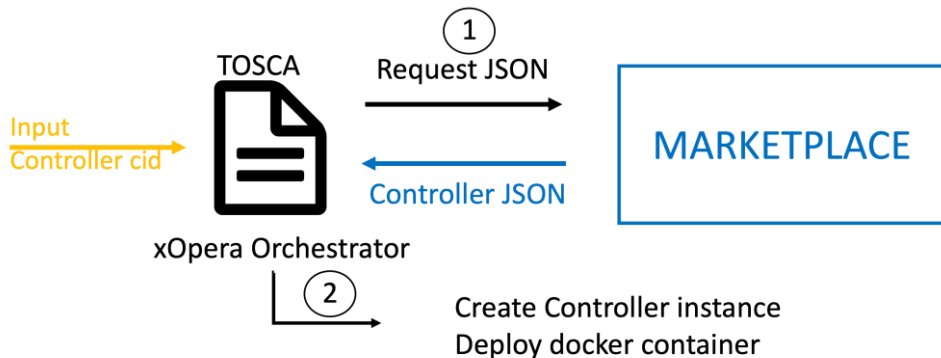 1
TOSCA
Request JSON
Input
Controller cid
MARKETPLACE
Controller JSON
xOpera Orchestrator
2
Create Controller instance
Deploy docker container